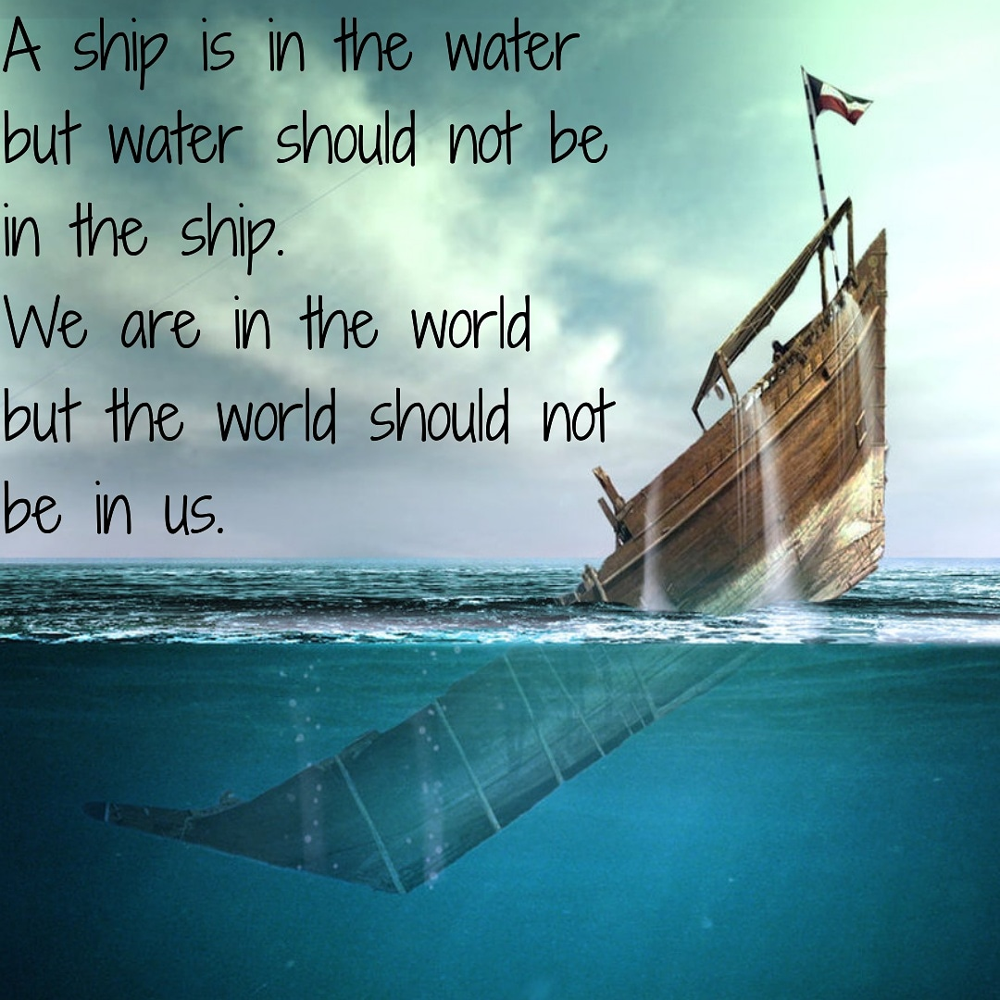 A ship is in the water
but water should not be
in the ship.
We are in the world
but the world should not
be in us.